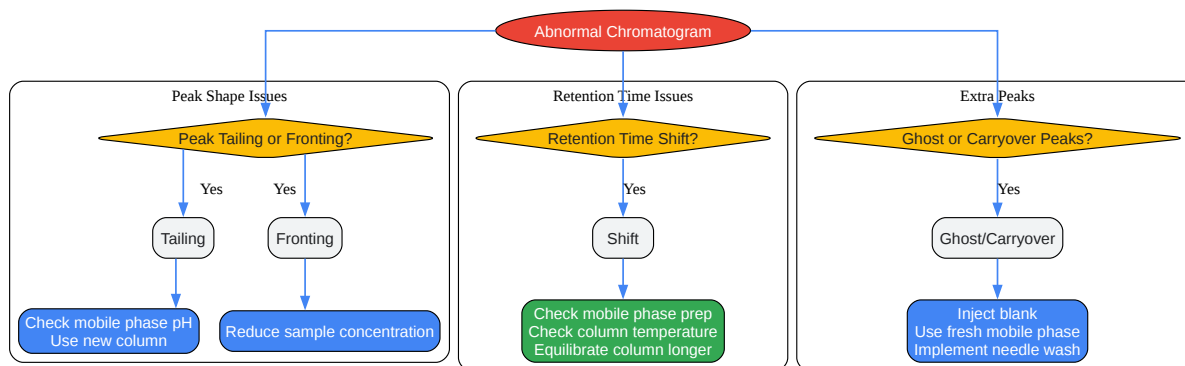 Abnormal Chromatogram
Peak Shape Issues
Peak Tailing or Fronting?
Yes
Yes
Tailing
Fronting
Check mobile phase pH
Use new column
Reduce sample concentration
Retention Time Issues
Retention Time Shift?
Yes
Shift
Check mobile phase prep
Check column temperature
Equilibrate column longer
Extra Peaks
Ghost or Carryover Peaks?
Yes
Ghost/Carryover
Inject blank
Use fresh mobile phase
Implement needle wash